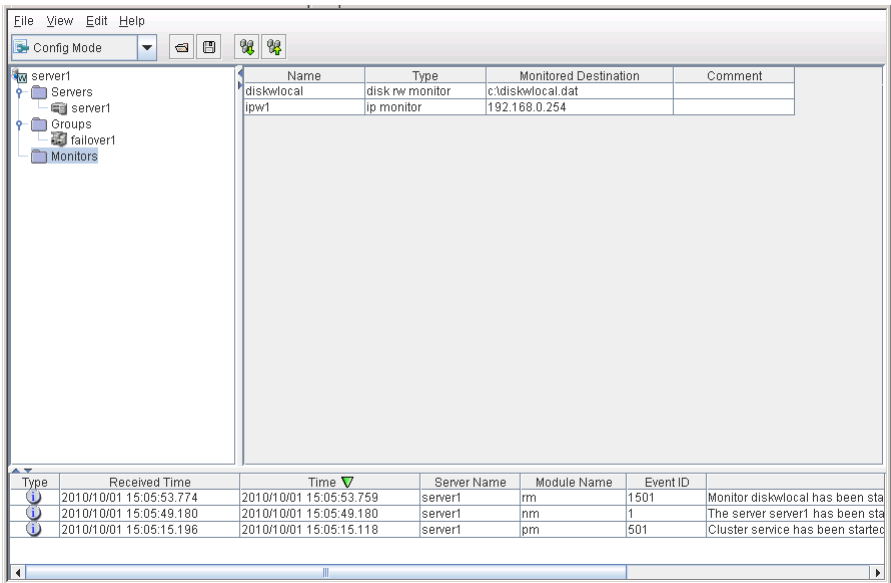 File View Edit Help
Config Mode
server1
Servers
server1
Groups
failover1
Monitors
Name Type Monitored Destination Comment
diskwlocal disk rw monitor c:\diskwlocal.dat
ipw1 ip monitor 192.168.0.254
Type Received Time Time Server Name Module Name Event ID
2010/10/01 15:05:53.774 2010/10/01 15:05:53.759 server1 rm 1501 Monitor diskwlocal has been sta
2010/10/01 15:05:49.180 2010/10/01 15:05:49.180 server1 nm 1 The server server1 has been sta
2010/10/01 15:05:15.196 2010/10/01 15:05:15.118 server1 pm 501 Cluster service has been started